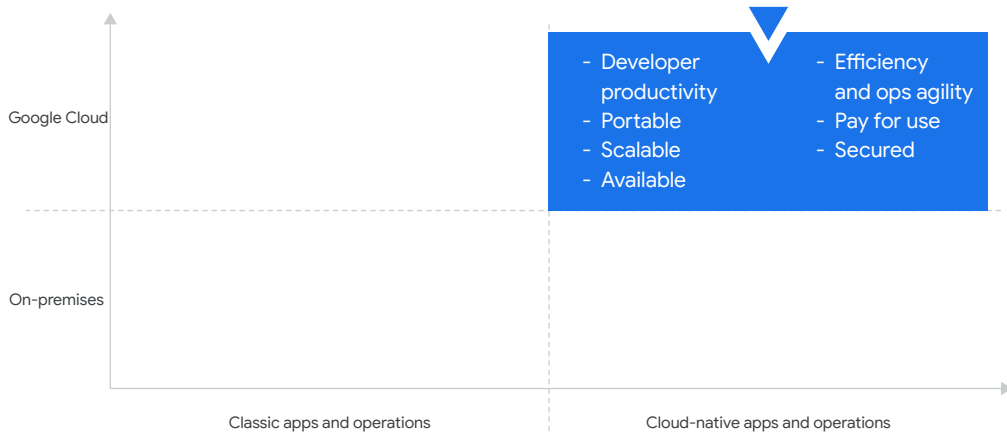 Google Cloud
- Developer
productivity
- Portable
- Scalable
- Available
- Efficiency
and ops agility
- Pay for use
- Secured
On-premises
Classic apps and operations
Cloud-native apps and operations